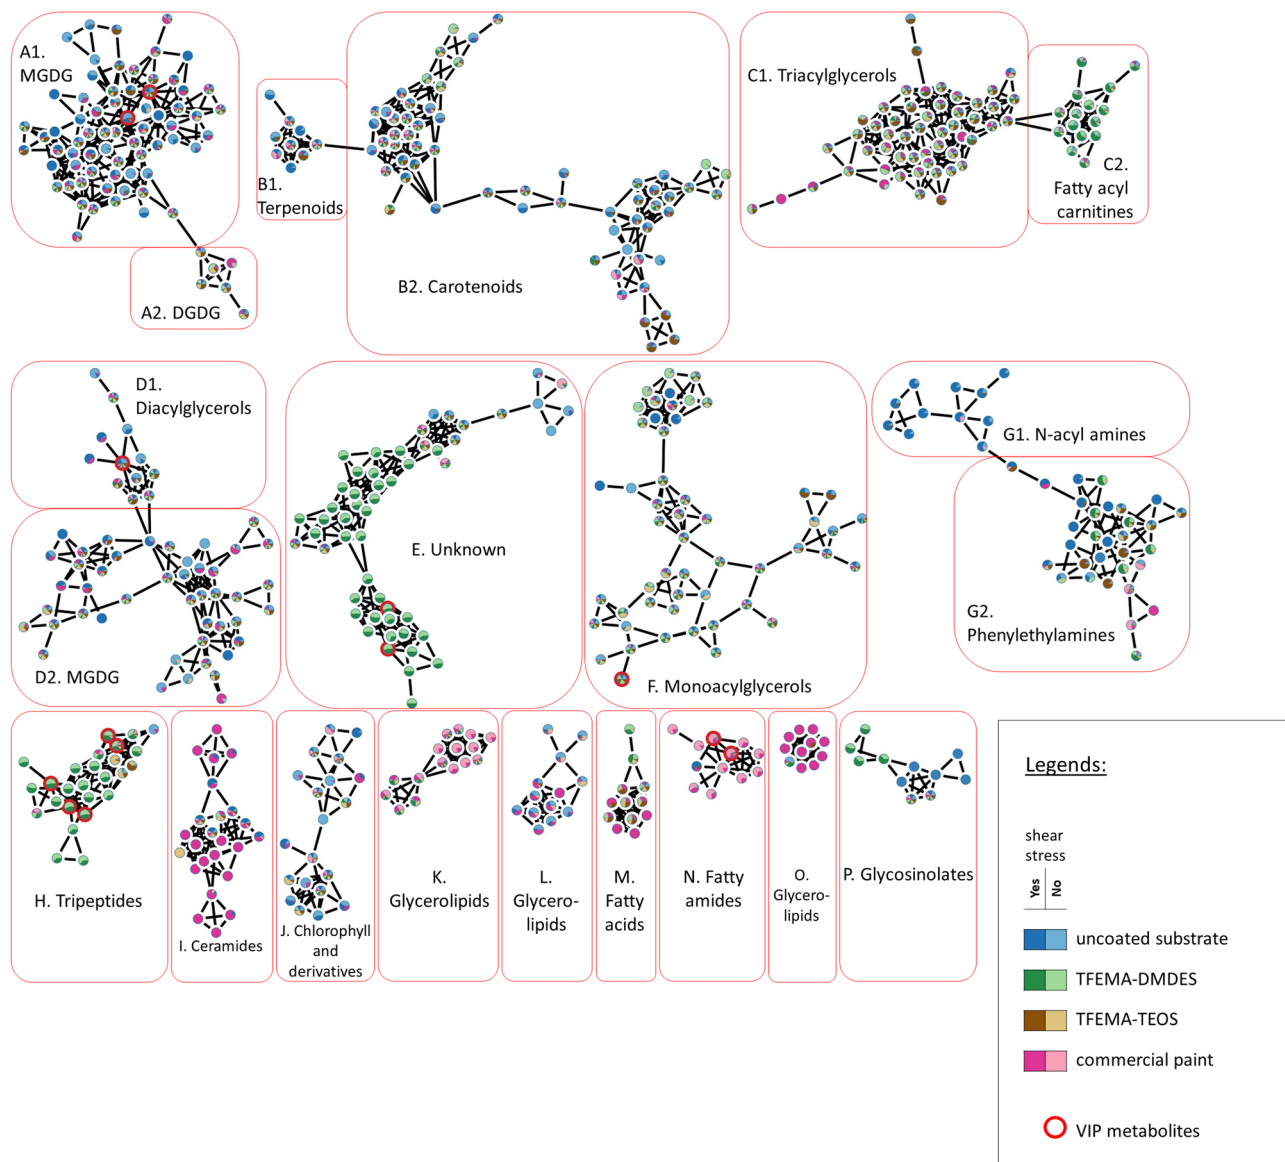 A1.
MGDG
A2. DGDG
B1.
Terpenoids
B2. Carotenoids
C1. Triacylglycerols
C2.
Fatty acyl
carnitines
D1.
Diacylglycerols
D2. MGDG
E. Unknown
F. Monoacylglycerols
G1. N-acyl amines
G2.
Phenylethylamines
H. Tripeptides
I. Ceramides
J. Chlorophyll
and
derivatives
K.
Glycerolipids
L.
Glycero-
lipids
M.
Fatty
acids
N. Fatty
amides
O.
Glycero-
lipids
P. Glycosinolates
Legends:
shear
stress
Yes
No
uncoated substrate
TFEMA-DMDES
TFEMA-TEOS
commercial paint
VIP metabolites